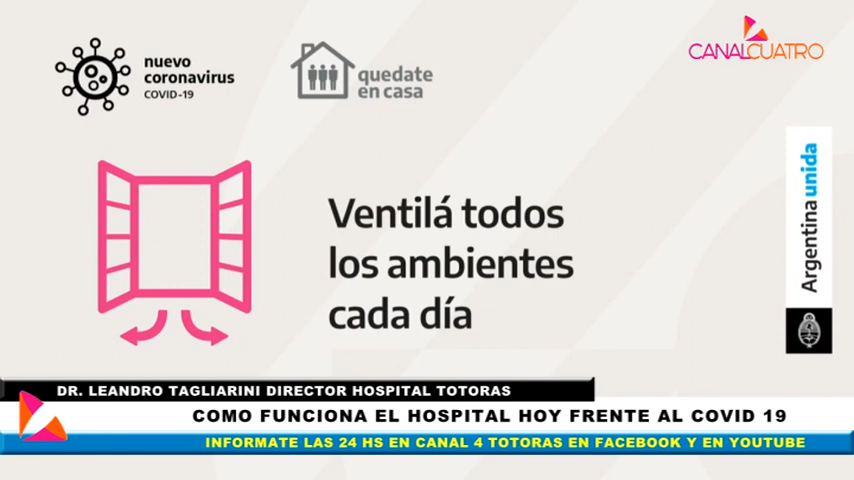 nuevo
coronavirus
COVID-19
quedate
en casa
CANALCUATRO
Ventilá todos
los ambientes
cada día
Argentina unida
DR. LEANDRO TAGLIARINI DIRECTOR HOSPITAL TOTORAS
COMO FUNCIONA EL HOSPITAL HOY FRENTE AL COVID 19
INFORMATE LAS 24 HS EN CANAL 4 TOTORAS EN FACEBOOK Y EN YOUTUBE